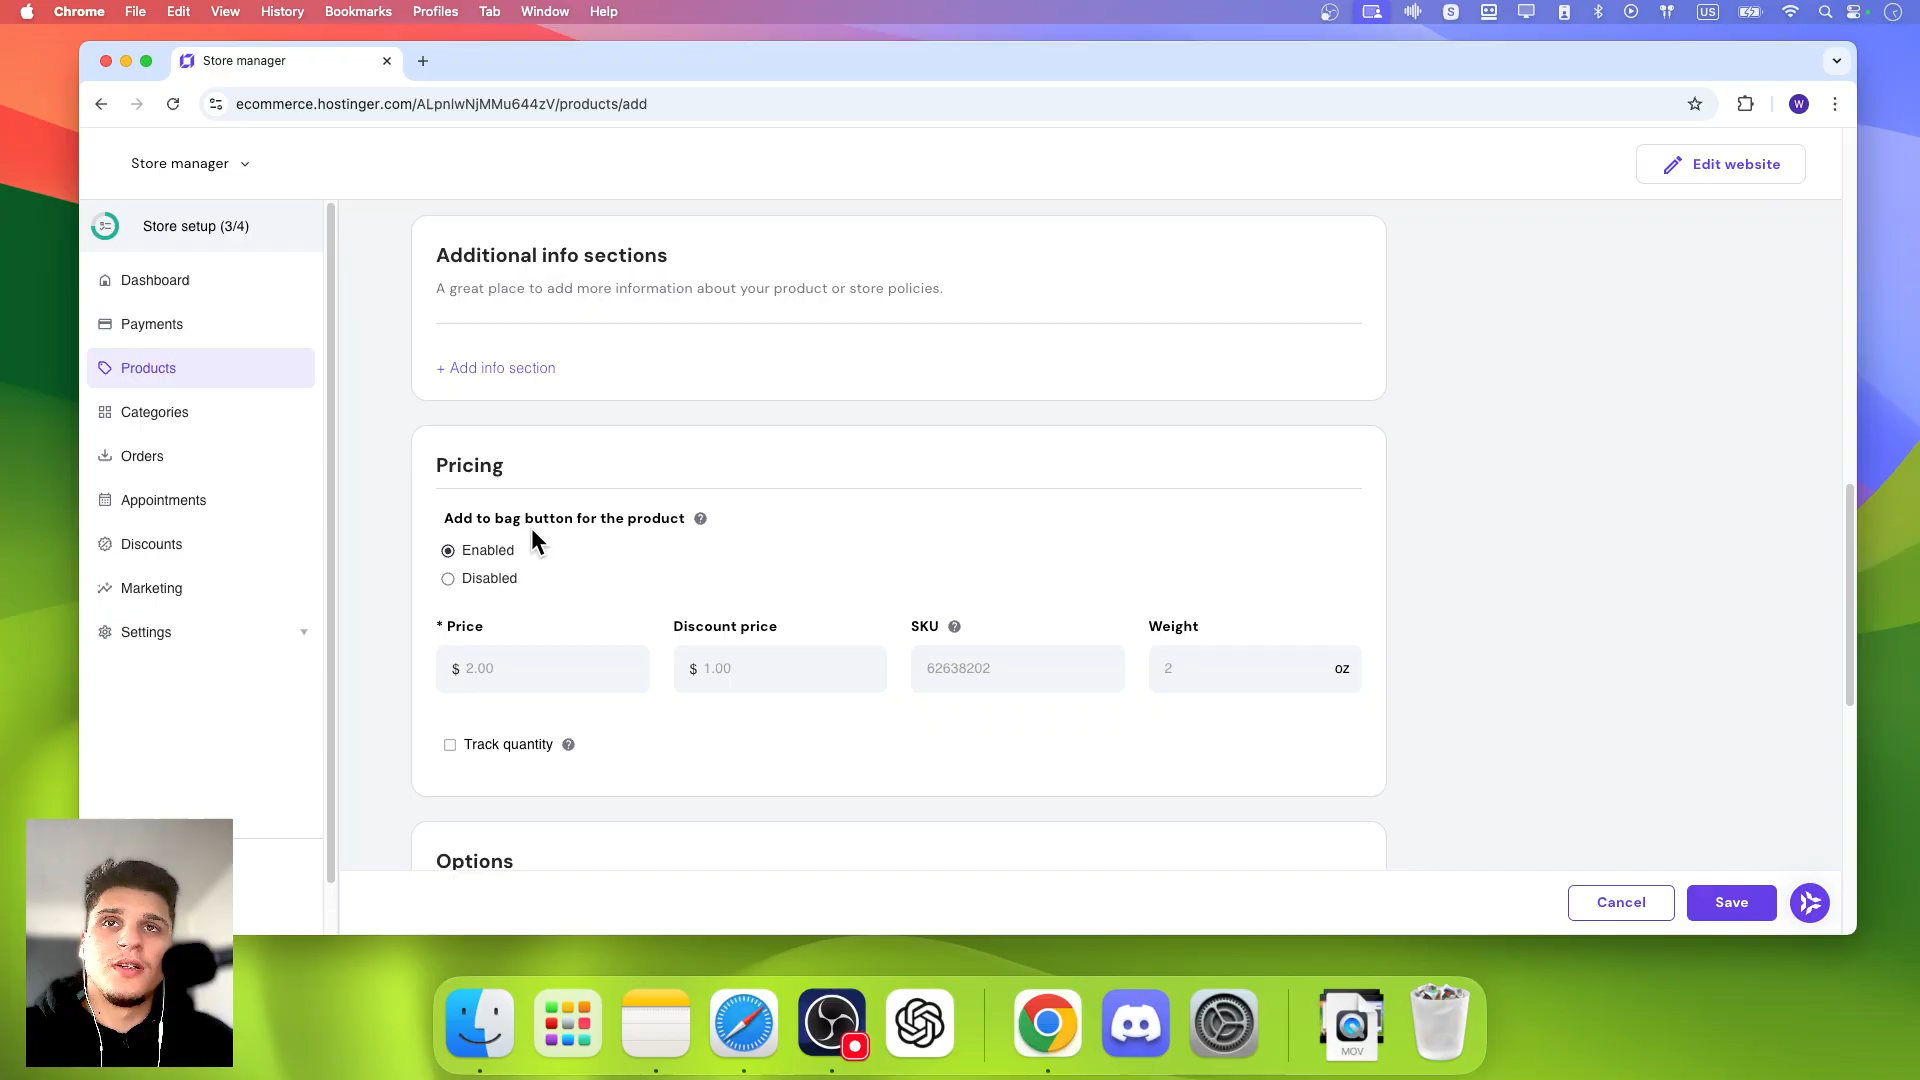 Chrome File Edit View History Bookmarks Profiles Tab Window Help
S
US
Store manager
ecommerce.hostinger.com/ALpnlwNjMMu644zV/products/add
W
Store manager
Edit website
Store setup (3/4)
Dashboard
Payments
Products
Categories
Orders
Appointments
Discounts
Marketing
Settings
Additional info sections
A great place to add more information about your product or store policies.
+ Add info section
Pricing
Add to bag button for the product ?
Enabled
Disabled
* Price Discount price SKU ? Weight
$ 2.00 $ 1.00 62638202 2 oz
Track quantity ?
Options
Cancel Save
MOV